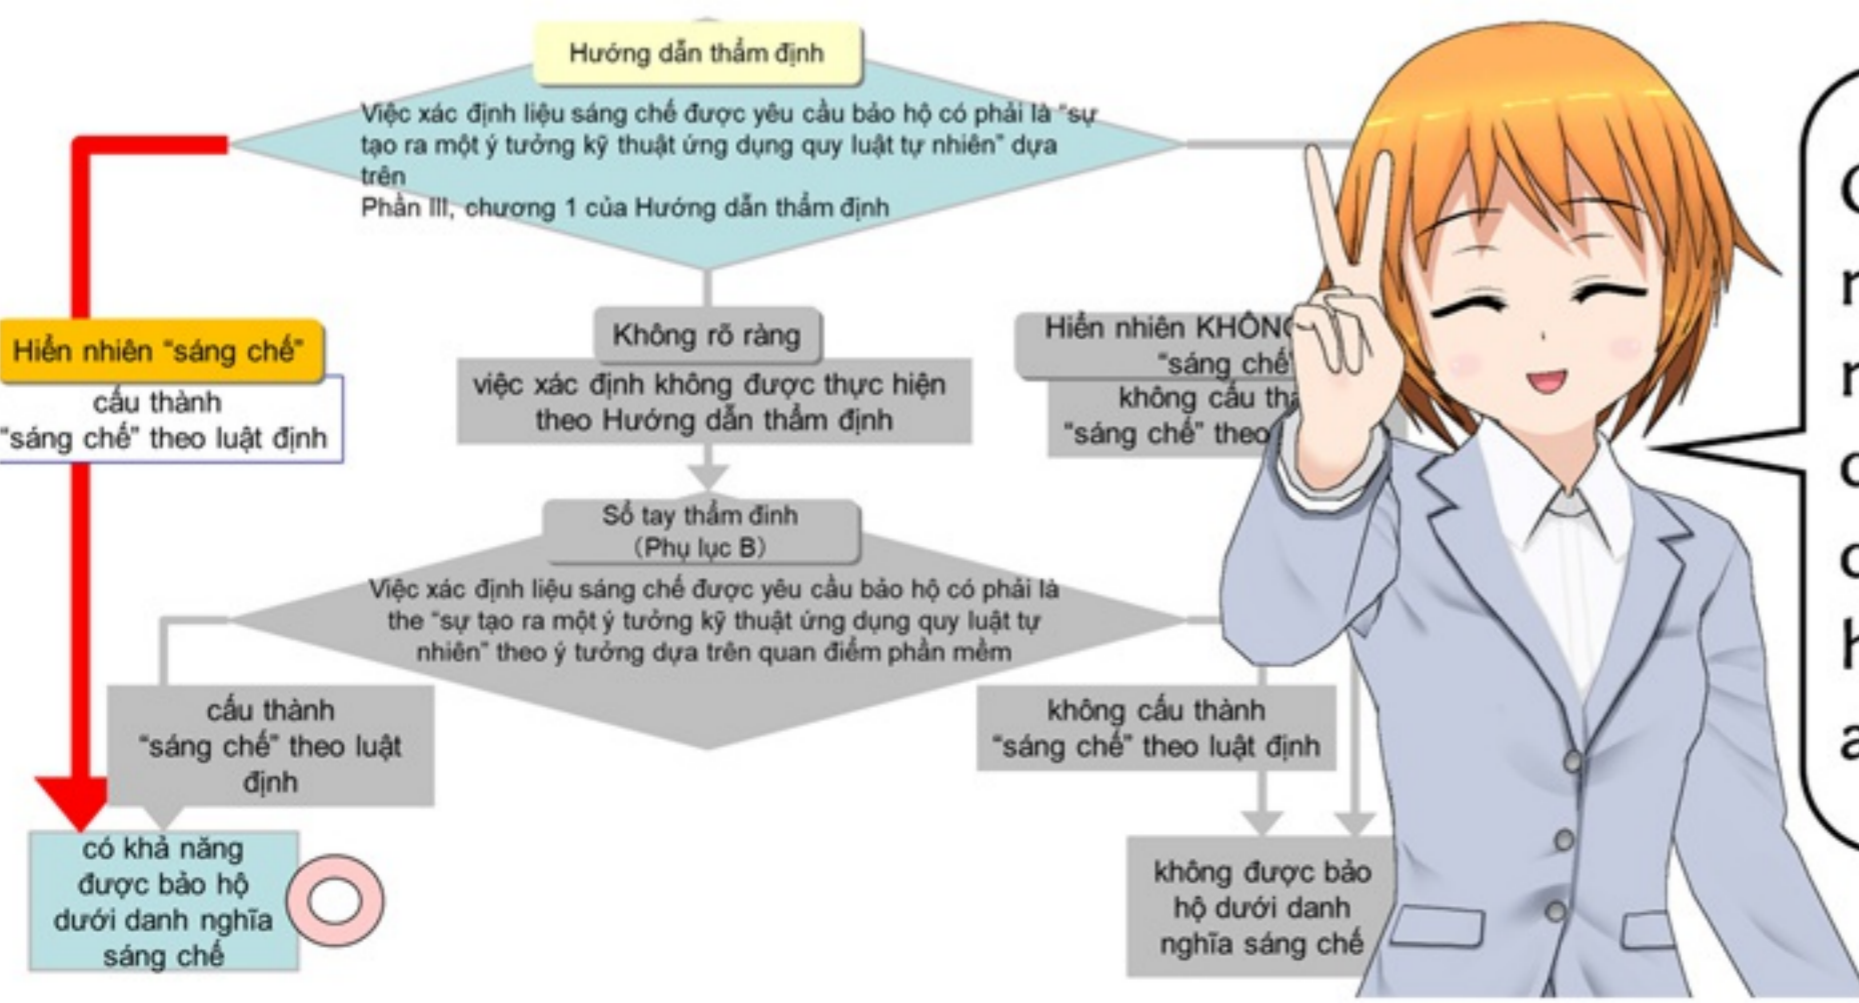 Hướng dẫn thẩm định
Việc xác định liệu sáng chế được yêu cầu bảo hộ có phải là “sự
tạo ra một ý tưởng kỹ thuật ứng dụng quy luật tự nhiên” dựa
trên
Phần III, chương 1 của Hướng dẫn thẩm định
Hiển nhiên “sáng chế”
cấu thành
“sáng chế” theo luật định
Không rõ ràng
việc xác định không được thực hiện
theo Hướng dẫn thẩm định
Hiển nhiên KHÔNG
“sáng chế”
không cấu
“sáng chế” theo
Sổ tay thẩm đinh
(Phụ lục B)
Việc xác định liệu sáng chế được yêu cầu bảo hộ có phải là
the “sự tạo ra một ý tưởng kỹ thuật ứng dụng quy luật tự
nhiên” theo ý tưởng dựa trên quan điểm phần mềm
cấu thành
“sáng chế” theo luật
định
không cấu thành
“sáng chế” theo luật định
có khả năng
được bảo hộ
dưới danh nghĩa
sáng chế
không được bảo
hộ dưới danh
nghĩa sáng chế